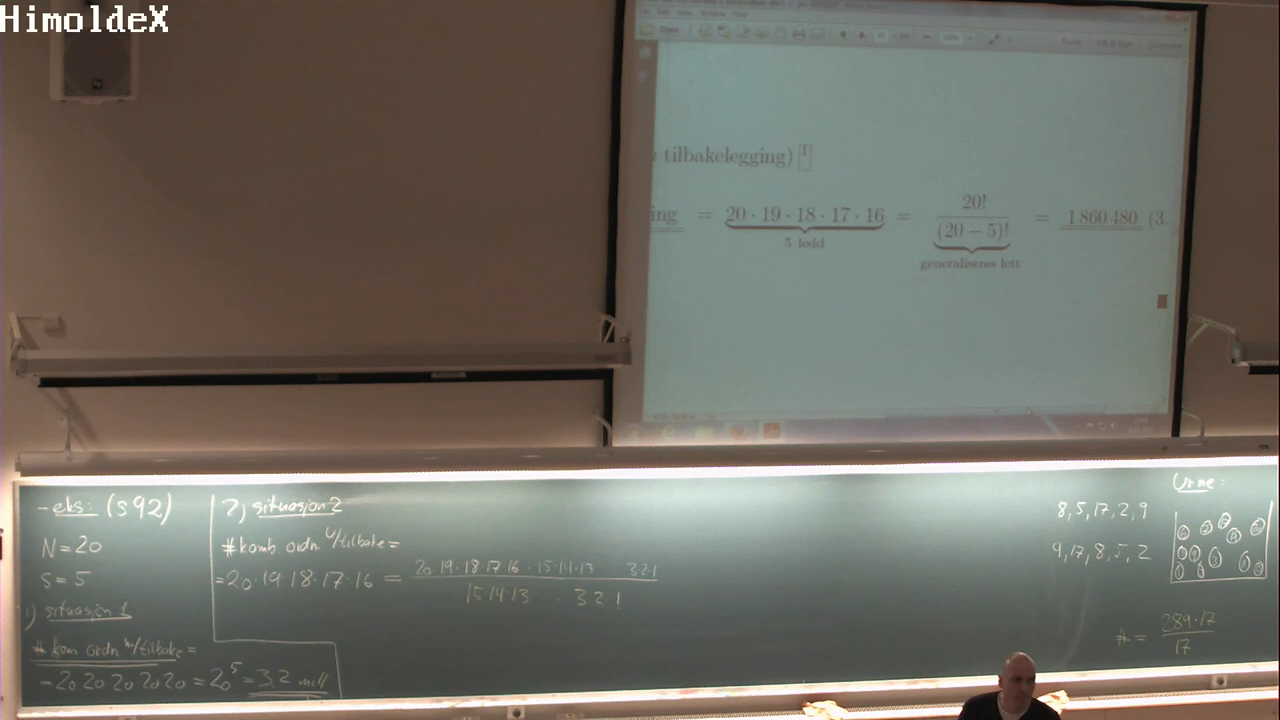 HimoldeX
tilbakelegging)
ing = 20 · 19 · 18 · 17 · 16 = 20! / (20 − 5)! = 1 860 480 (3.
5 ledd
generaliseres lett
- eks: (s 92)
N = 20
s = 5
1) situasjon 1
# kom ordn m/tilbake =
- 20 20 20 20 20 = 20^5 = 3.2 mill
2) situasjon 2
# komb. ordn. u/tilbake =
= 20 · 19 · 18 · 17 · 16 = 20 · 19 · 18 · 17 · 16 · 15 · 14 · 13 3 2 1 / 15 · 14 · 13 . . 3 2 1
8, 5, 17, 2, 9
9, 17, 8, 5, 2
Urne:
# = 289 · 17 / 17